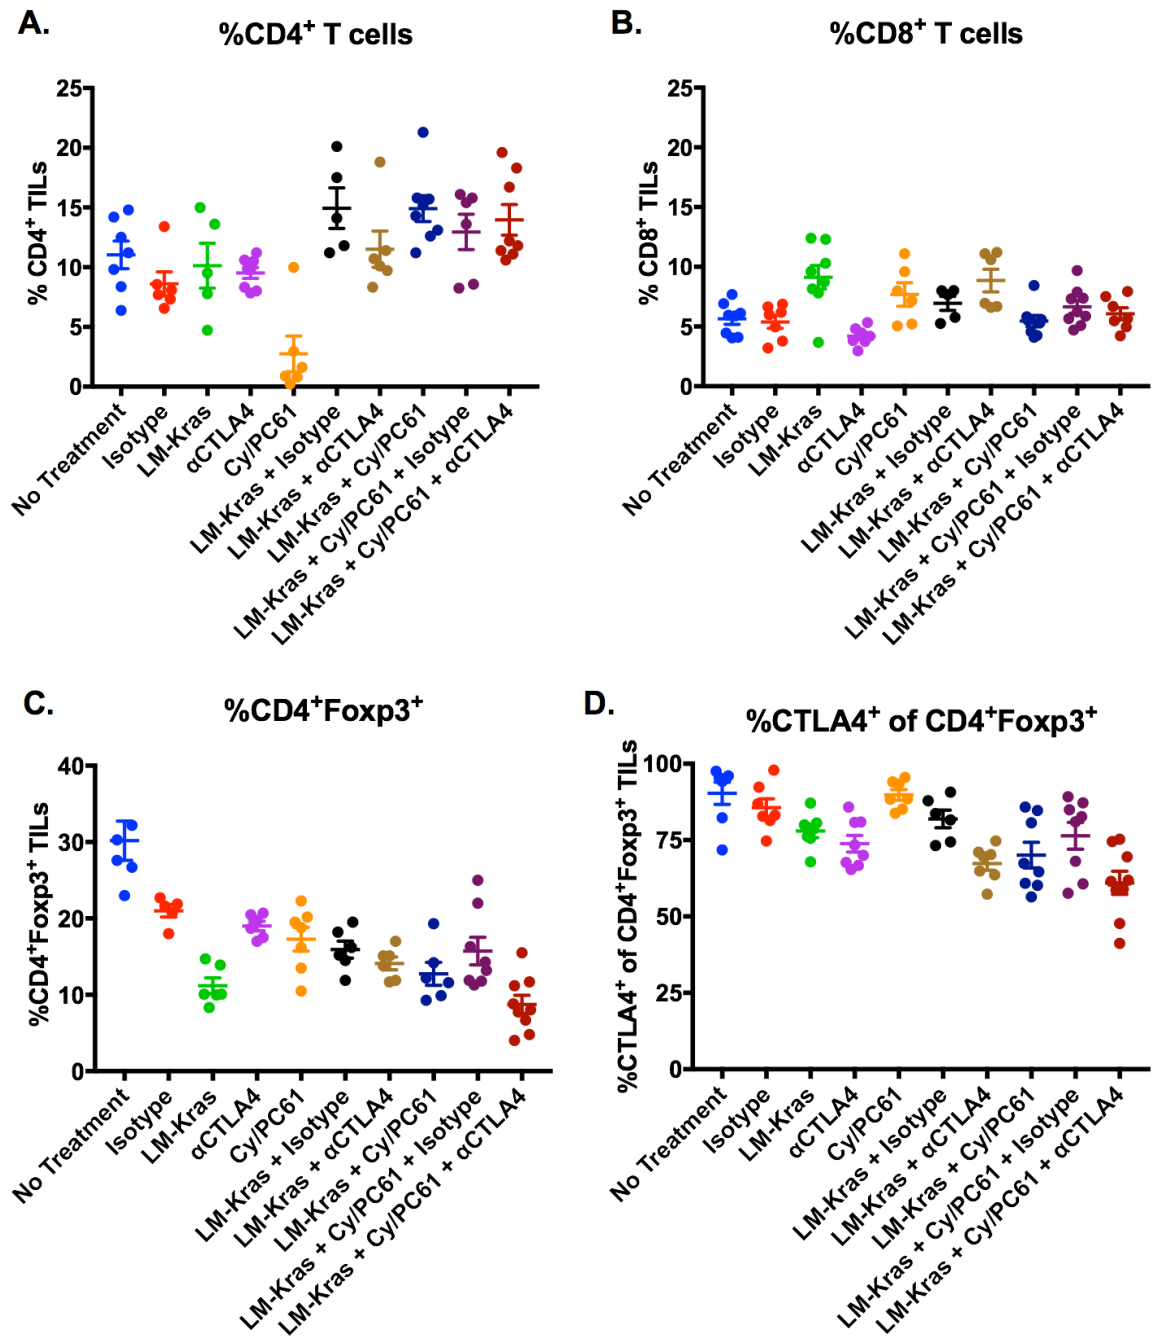 A.
%CD4+ T cells
% CD4+ TILs
25
20
15
10
5
0
No Treatment
Isotype
LM-Kras
αCTLA4
Cy/PC61
LM-Kras + Isotype
LM-Kras + αCTLA4
LM-Kras + Cy/PC61
LM-Kras + Cy/PC61 + Isotype
LM-Kras + Cy/PC61 + αCTLA4
B.
%CD8+ T cells
% CD8+ TILs
25
20
15
10
5
0
No Treatment
Isotype
LM-Kras
αCTLA4
Cy/PC61
LM-Kras + Isotype
LM-Kras + αCTLA4
LM-Kras + Cy/PC61
LM-Kras + Cy/PC61 + Isotype
LM-Kras + Cy/PC61 + αCTLA4
C.
%CD4+Foxp3+
%CD4+Foxp3+ TILs
40
30
20
10
0
No Treatment
Isotype
LM-Kras
αCTLA4
Cy/PC61
LM-Kras + Isotype
LM-Kras + αCTLA4
LM-Kras + Cy/PC61
LM-Kras + Cy/PC61 + Isotype
LM-Kras + Cy/PC61 + αCTLA4
D.
%CTLA4+ of CD4+Foxp3+
%CTLA4+ of CD4+Foxp3+ TILs
100
75
50
25
0
No Treatment
Isotype
LM-Kras
αCTLA4
Cy/PC61
LM-Kras + Isotype
LM-Kras + αCTLA4
LM-Kras + Cy/PC61
LM-Kras + Cy/PC61 + Isotype
LM-Kras + Cy/PC61 + αCTLA4